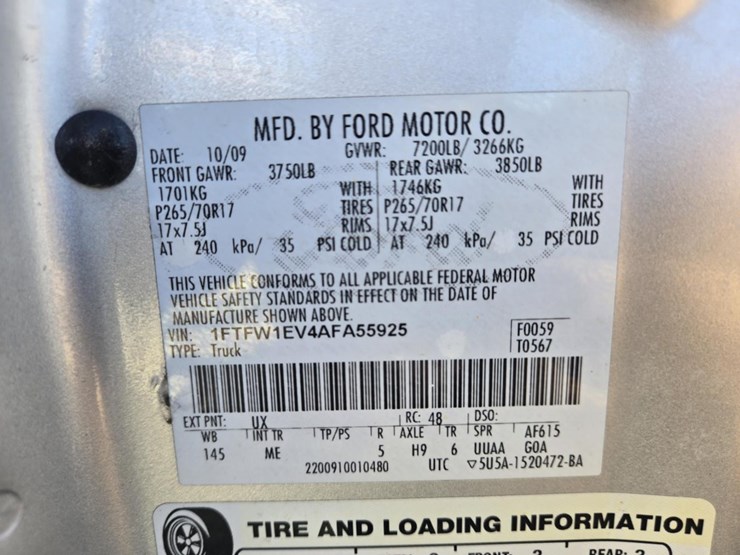 MFD. BY FORD MOTOR CO.
DATE: 10/09 GVWR: 7200LB/ 3266KG
FRONT GAWR: 3750LB REAR GAWR: 3850LB
1701KG WITH 1746KG WITH
P265/70R17 TIRES P265/70R17 TIRES
17x7.5J RIMS 17x7.5J RIMS
AT 240 kPa/ 35 PSI COLD AT 240 kPa/ 35 PSI COLD
THIS VEHICLE CONFORMS TO ALL APPLICABLE FEDERAL MOTOR
VEHICLE SAFETY STANDARDS IN EFFECT ON THE DATE OF
MANUFACTURE SHOWN ABOVE.
VIN: 1FTFW1EV4AFA55925 F0059
TYPE: Truck T0567
EXT PNT: UX RC: 48 DSO:
WB INT TR TP/PS R AXLE TR SPR AF615
145 ME 5 H9 6 UUAA GOA
2200910010480 UTC ▽5U5A-1520472-BA
TIRE AND LOADING INFORMATION